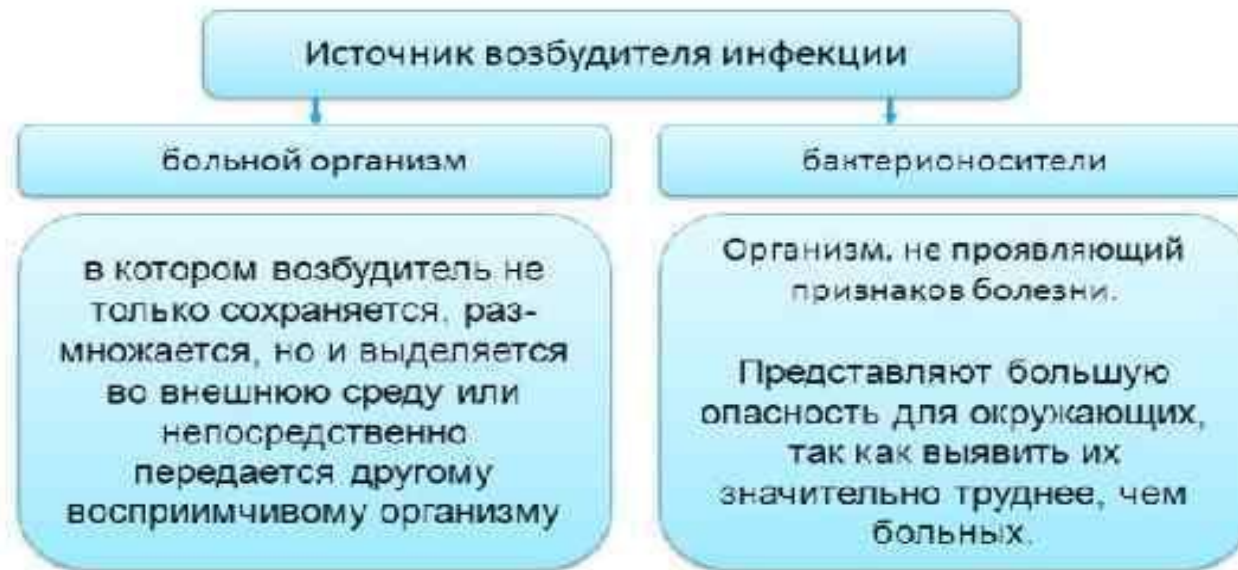 Источник возбудителя инфекции
больной организм
бактерионосители
в котором возбудитель не
только сохраняется, раз-
множается, но и выделяется
во внешнюю среду или
непосредственно
передается другому
восприимчивому организму
Организм, не проявляющий
признаков болезни.
Представляют большую
опасность для окружающих,
так как выявить их
значительно труднее, чем
больных.